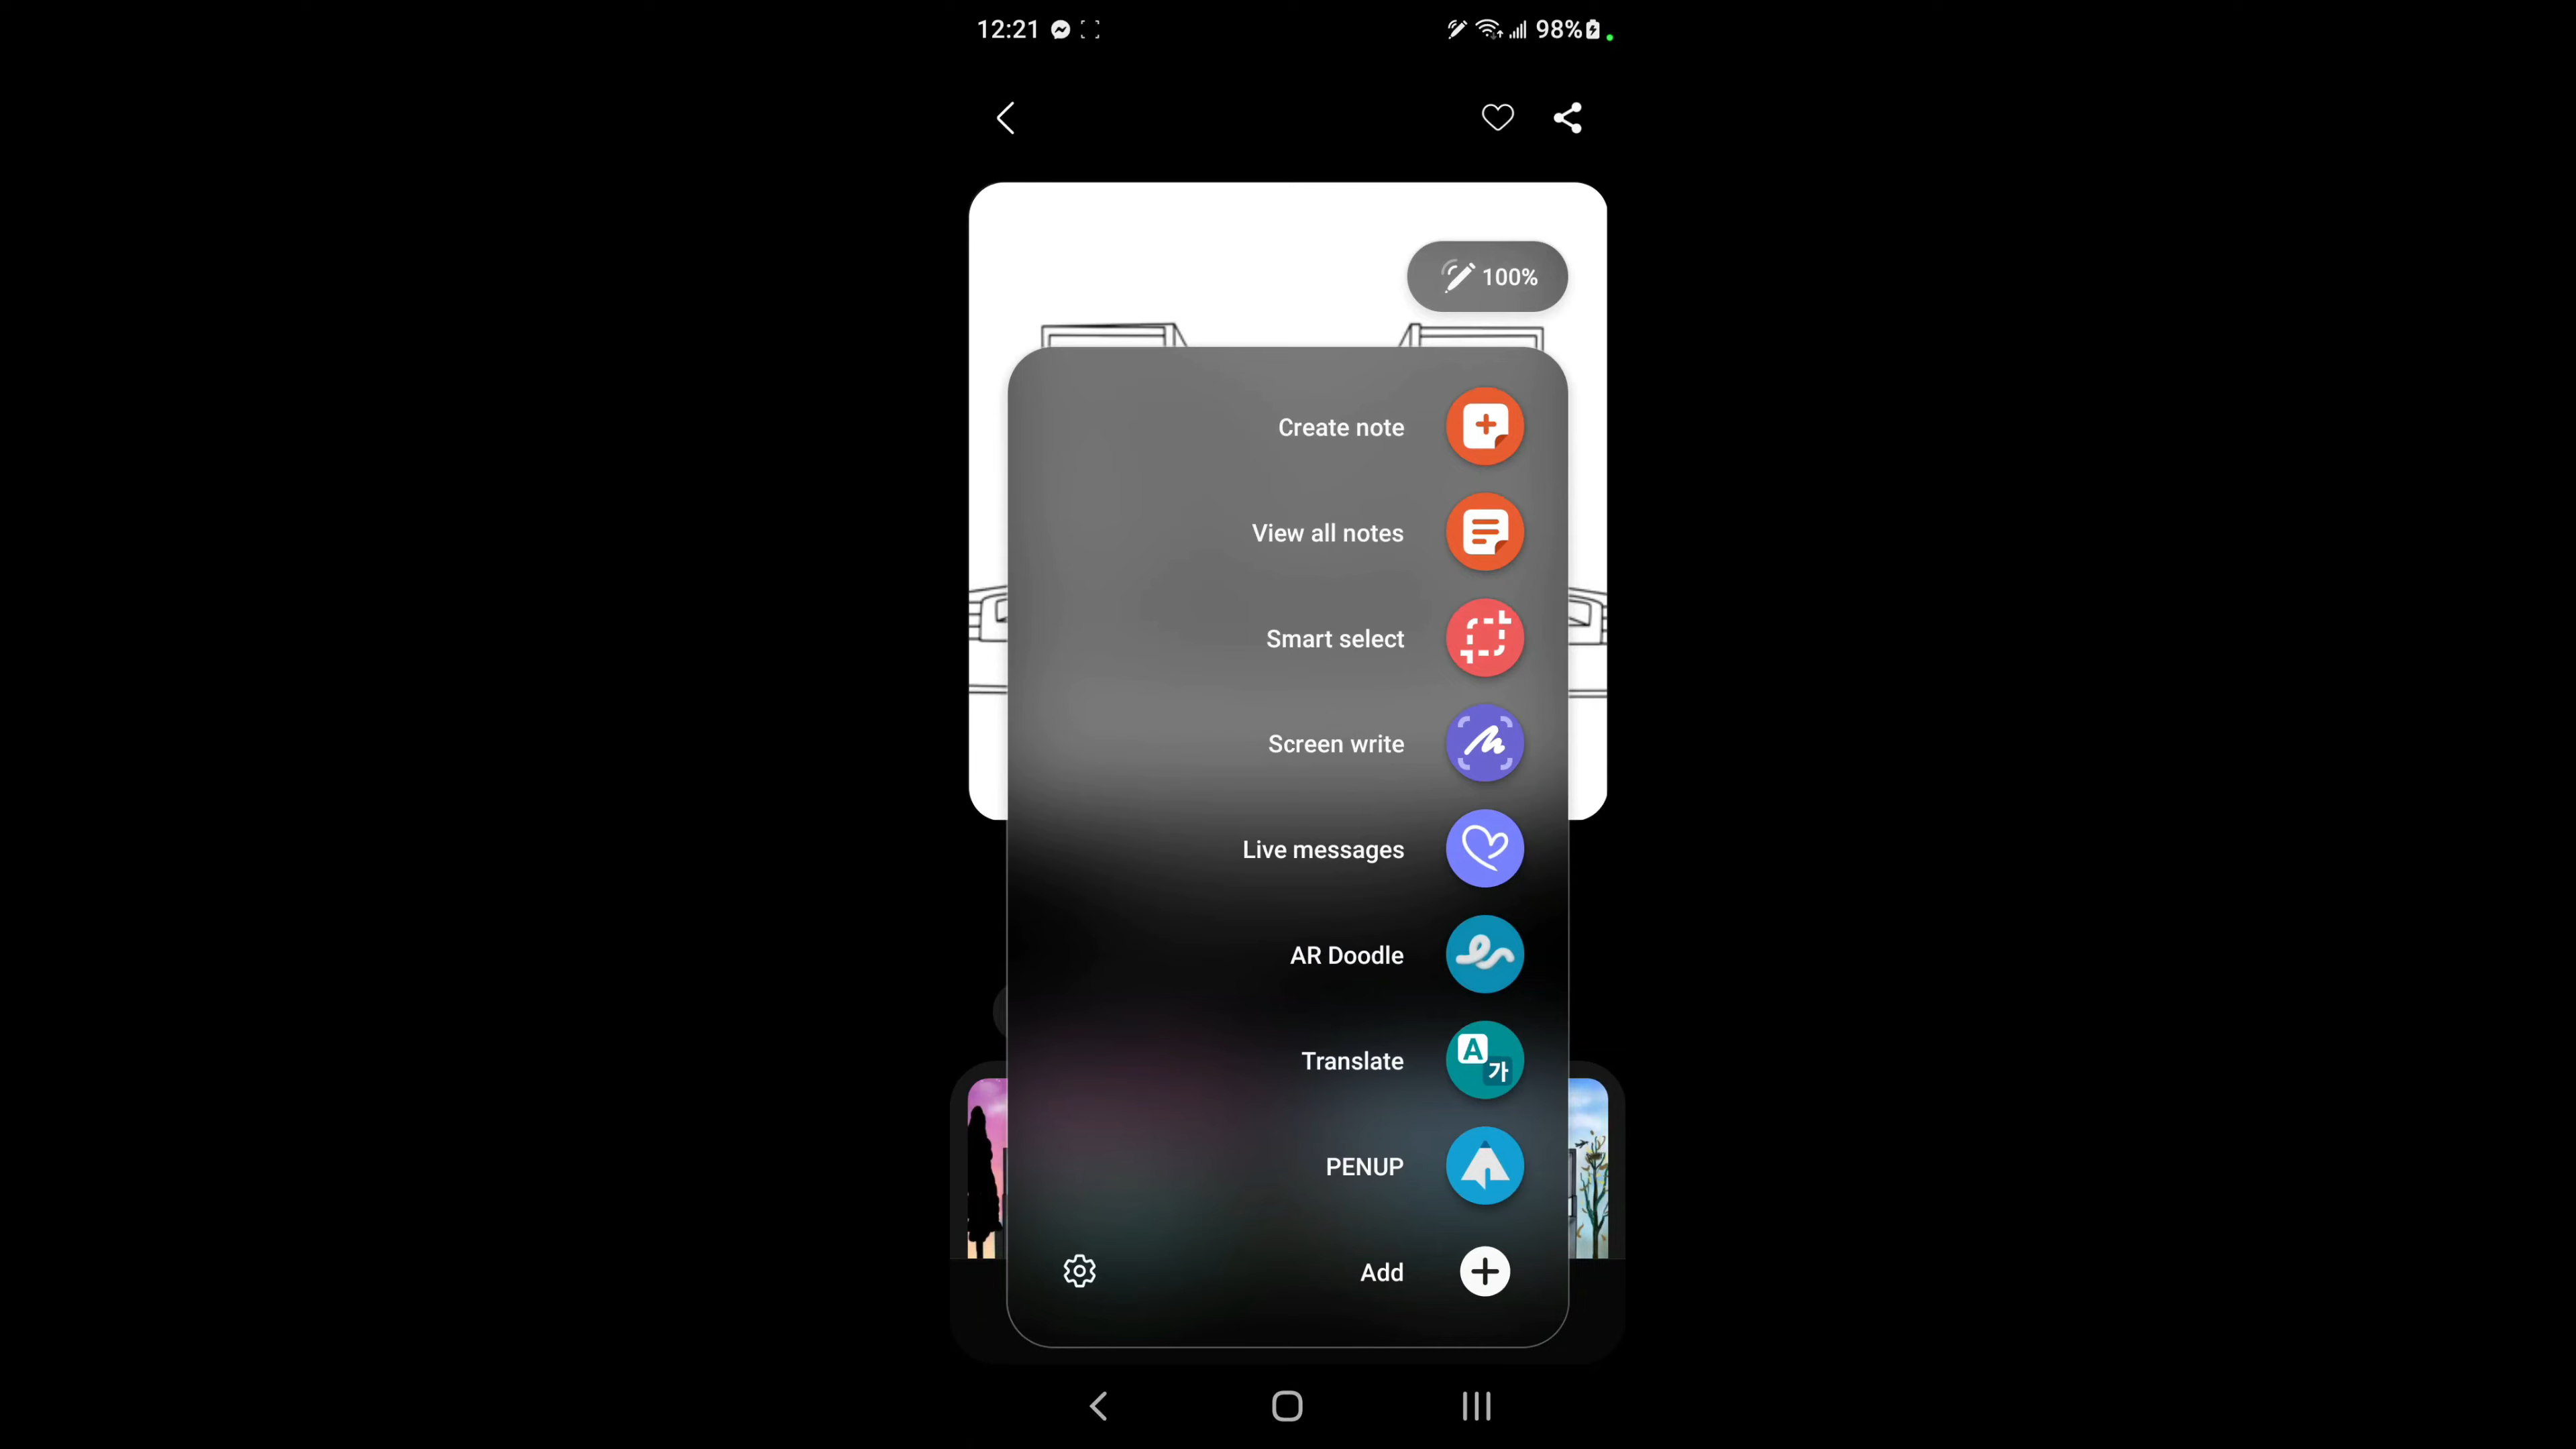 12:21 98%
100%
Create note
View all notes
Smart select
Screen write
Live messages
AR Doodle
A 가
Translate
PENUP
Add